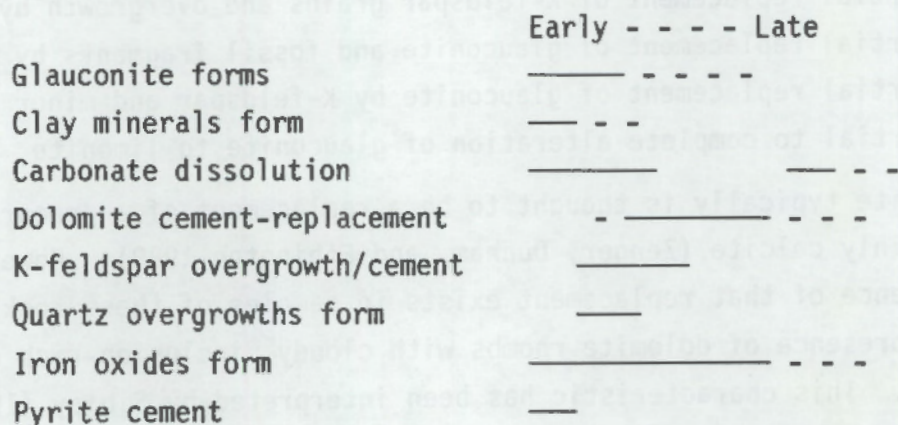 Early - - - - Late
Glauconite forms
Clay minerals form
Carbonate dissolution
Dolomite cement-replacement
K-feldspar overgrowth/cement
Quartz overgrowths form
Iron oxides form
Pyrite cement